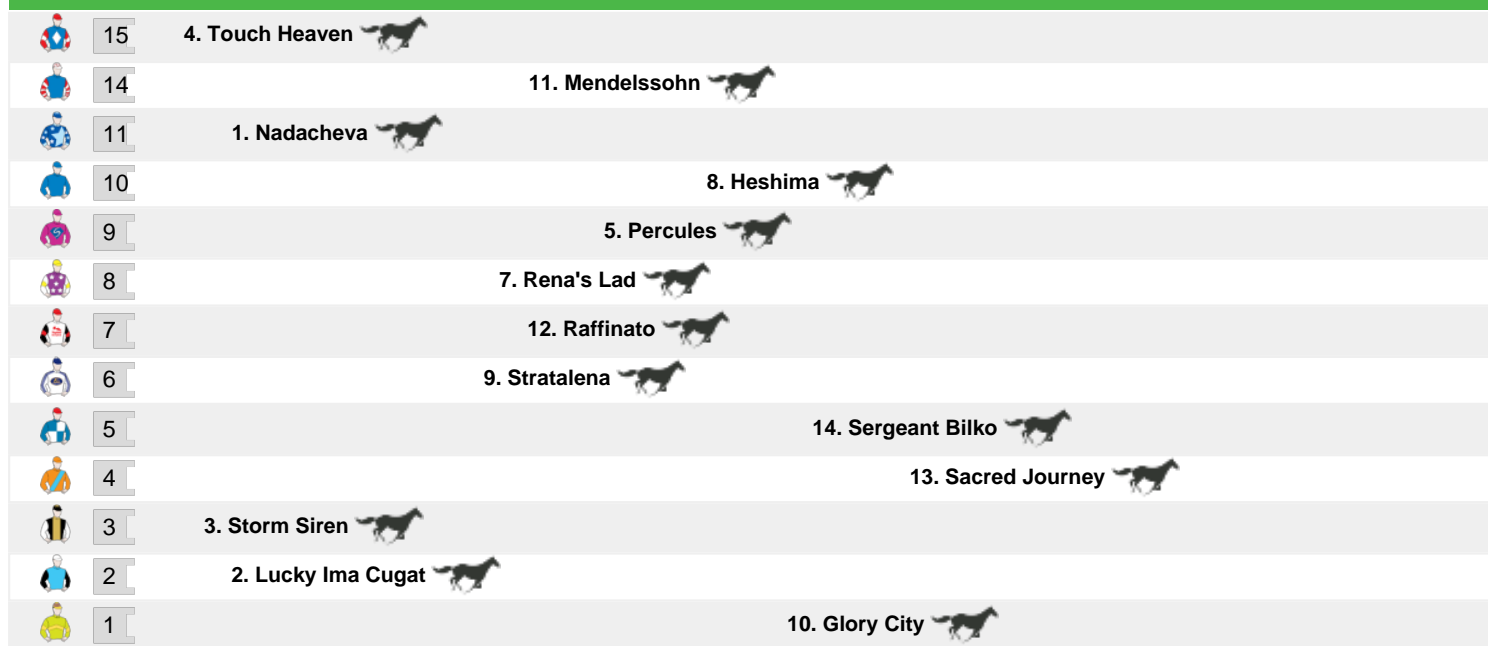 15 4. Touch Heaven
14 11. Mendelssohn
11 1. Nadacheva
10 8. Heshima
9 5. Percules
8 7. Rena's Lad
7 12. Raffinato
6 9. Stratalena
5 14. Sergeant Bilko
4 13. Sacred Journey
3 3. Storm Siren
2 2. Lucky Ima Cugat
1 10. Glory City